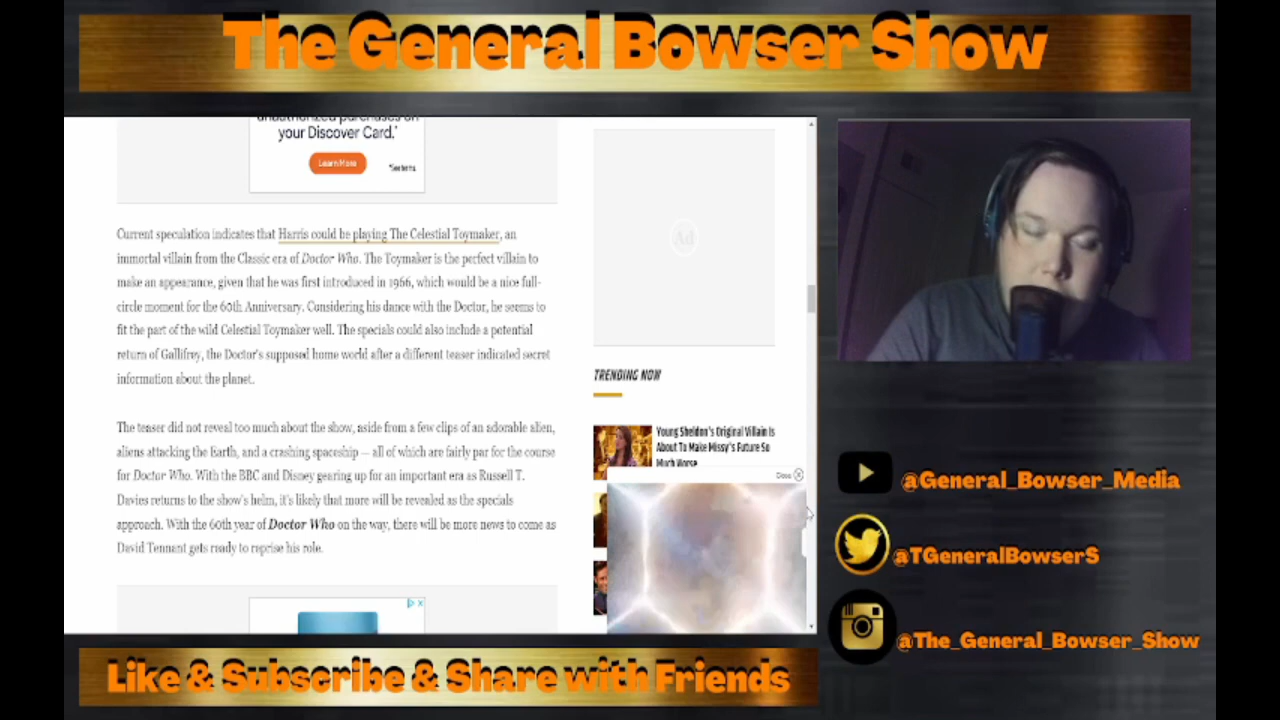 The General Bowser Show
unauthorized purchases on
your Discover Card.*
Learn More
Current speculation indicates that Harris could be playing The Celestial Toymaker, an
immortal villain from the Classic era of Doctor Who. The Toymaker is the perfect villain to
make an appearance, given that he was first introduced in 1966, which would be a nice full-
circle moment for the 60th Anniversary. Considering his dance with the Doctor, he seems to
fit the part of the wild Celestial Toymaker well. The specials could also include a potential
return of Gallifrey, the Doctor's supposed home world after a different teaser indicated secret
information about the planet.
The teaser did not reveal too much about the show, aside from a few clips of an adorable alien,
aliens attacking the Earth, and a crashing spaceship — all of which are fairly par for the course
for Doctor Who. With the BBC and Disney gearing up for an important era as Russell T.
Davies returns to the show's helm, it's likely that more will be revealed as the specials
approach. With the 60th year of Doctor Who on the way, there will be more news to come as
David Tennant gets ready to reprise his role.
Ad
TRENDING NOW
Young Sheldon's Original Villain Is
About To Make Missy's Future So
Much Worse
Close
@General_Bowser_Media
@TGeneralBowserS
@The_General_Bowser_Show
Like & Subscribe & Share with Friends